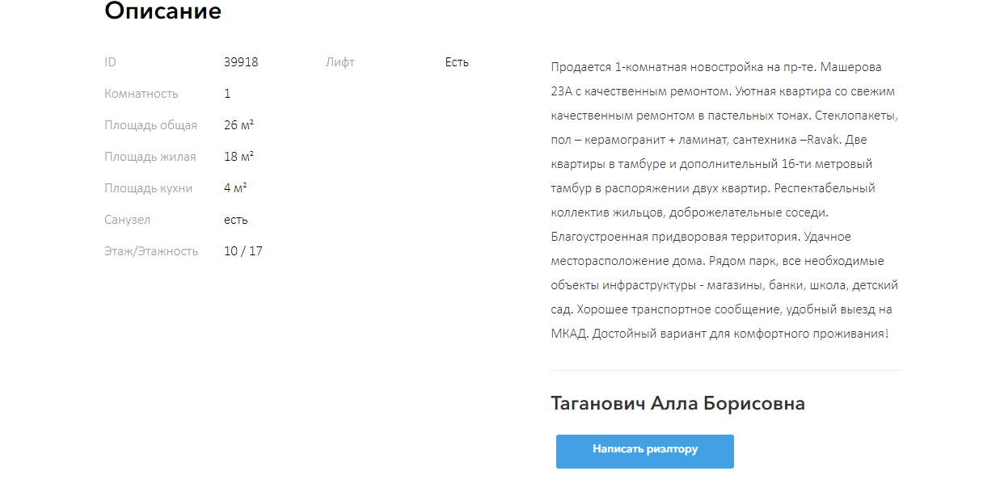 Описание
ID 39918 Лифт Есть
Комнатность 1
Площадь общая 26 м²
Площадь жилая 18 м²
Площадь кухни 4 м²
Санузел есть
Этаж/Этажность 10 / 17
Продается 1-комнатная новостройка на пр-те. Машерова
23А с качественным ремонтом. Уютная квартира со свежим
качественным ремонтом в пастельных тонах. Стеклопакеты,
пол – керамогранит + ламинат, сантехника –Ravak. Две
квартиры в тамбуре и дополнительный 16-ти метровый
тамбур в распоряжении двух квартир. Респектабельный
коллектив жильцов, доброжелательные соседи.
Благоустроенная придворовая территория. Удачное
месторасположение дома. Рядом парк, все необходимые
объекты инфраструктуры - магазины, банки, школа, детский
сад. Хорошее транспортное сообщение, удобный выезд на
МКАД. Достойный вариант для комфортного проживания!
Таганович Алла Борисовна
Написать риэлтору